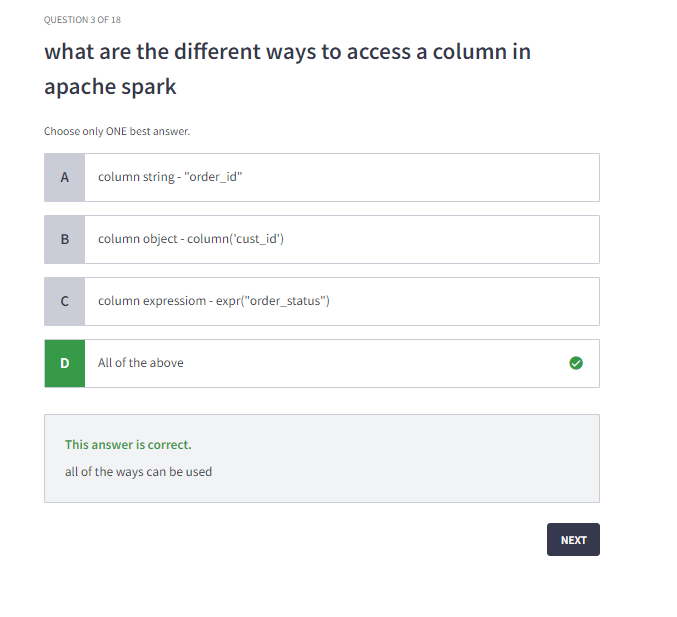 QUESTION 3 OF 18
what are the different ways to access a column in
apache spark
Choose only ONE best answer.
A column string - "order_id"
B column object - column('cust_id')
C column expressiom - expr("order_status")
D All of the above
This answer is correct.
all of the ways can be used
NEXT